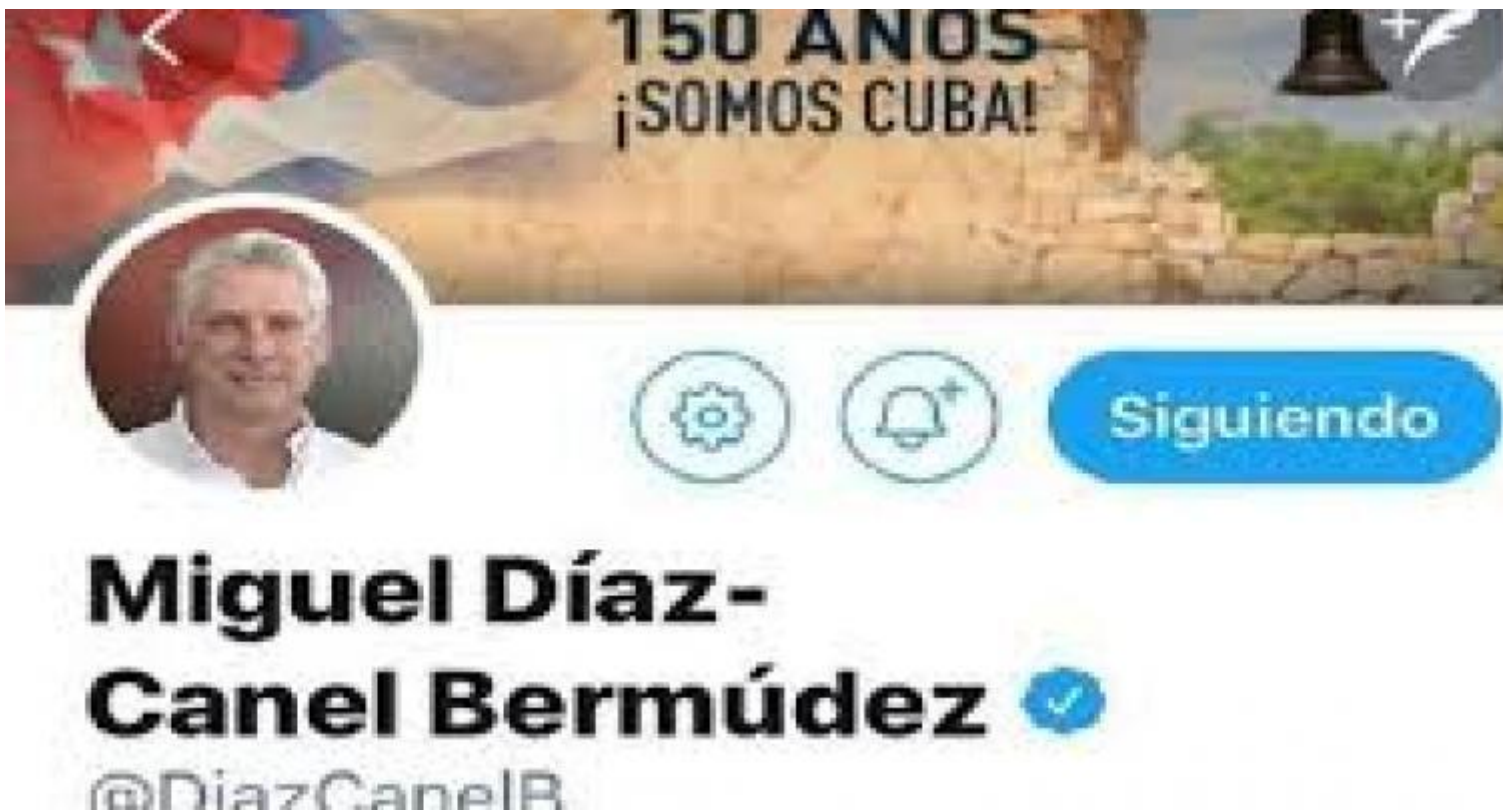 150 AÑOS
¡SOMOS CUBA!
Siguiendo
Miguel Díaz-
Canel Bermúdez
@DiazCanelB